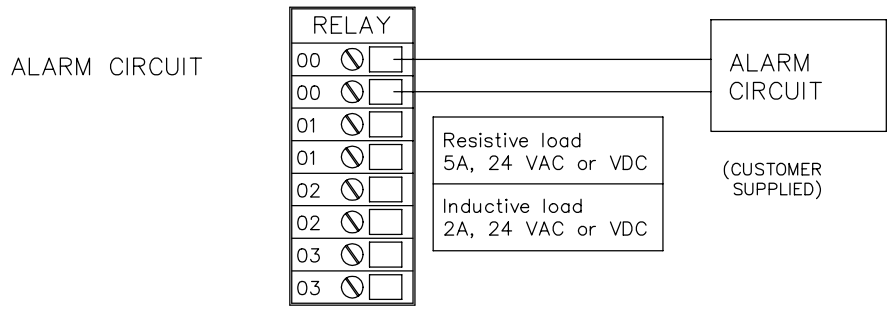 ALARM CIRCUIT
RELAY
00
00
01
01
02
02
03
03
Resistive load
5A, 24 VAC or VDC
Inductive load
2A, 24 VAC or VDC
ALARM
CIRCUIT
(CUSTOMER
SUPPLIED)